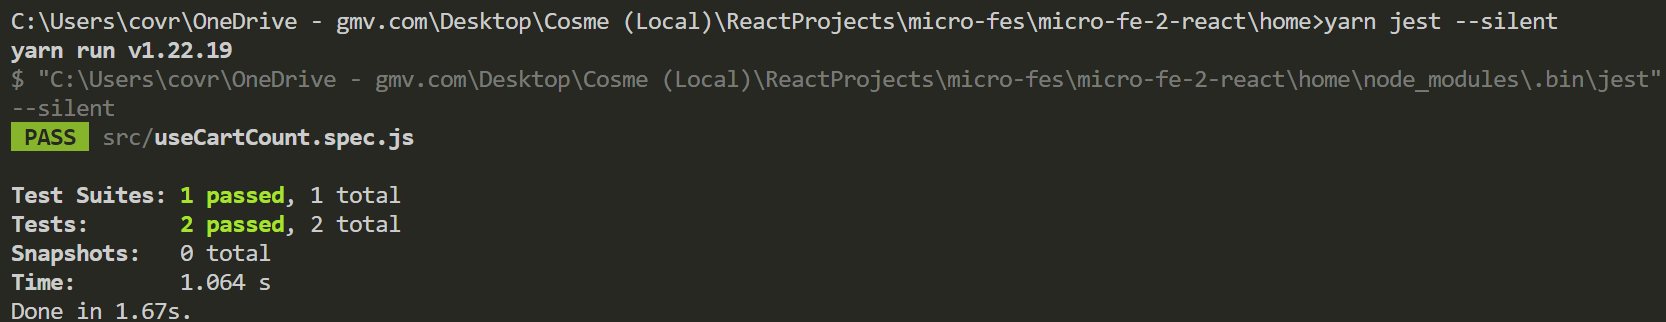 C:\Users\covr\OneDrive - gmv.com\Desktop\Cosme (Local)\ReactProjects\micro-fes\micro-fe-2-react\home>yarn jest --silent
yarn run v1.22.19
$ "C:\Users\covr\OneDrive - gmv.com\Desktop\Cosme (Local)\ReactProjects\micro-fes\micro-fe-2-react\home\node_modules\.bin\jest"
--silent
PASS src/useCartCount.spec.js
Test Suites: 1 passed, 1 total
Tests: 2 passed, 2 total
Snapshots: 0 total
Time: 1.064 s
Done in 1.67s.